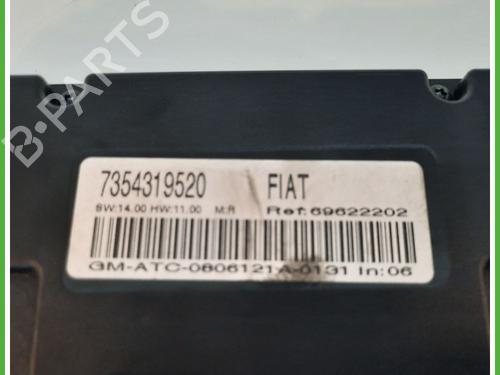 B-PARTS
7354319520 FIAT
SW:14.00 HW:11.00 M:R Ref:69622202
GM-ATC-0806121A-0131 In:06